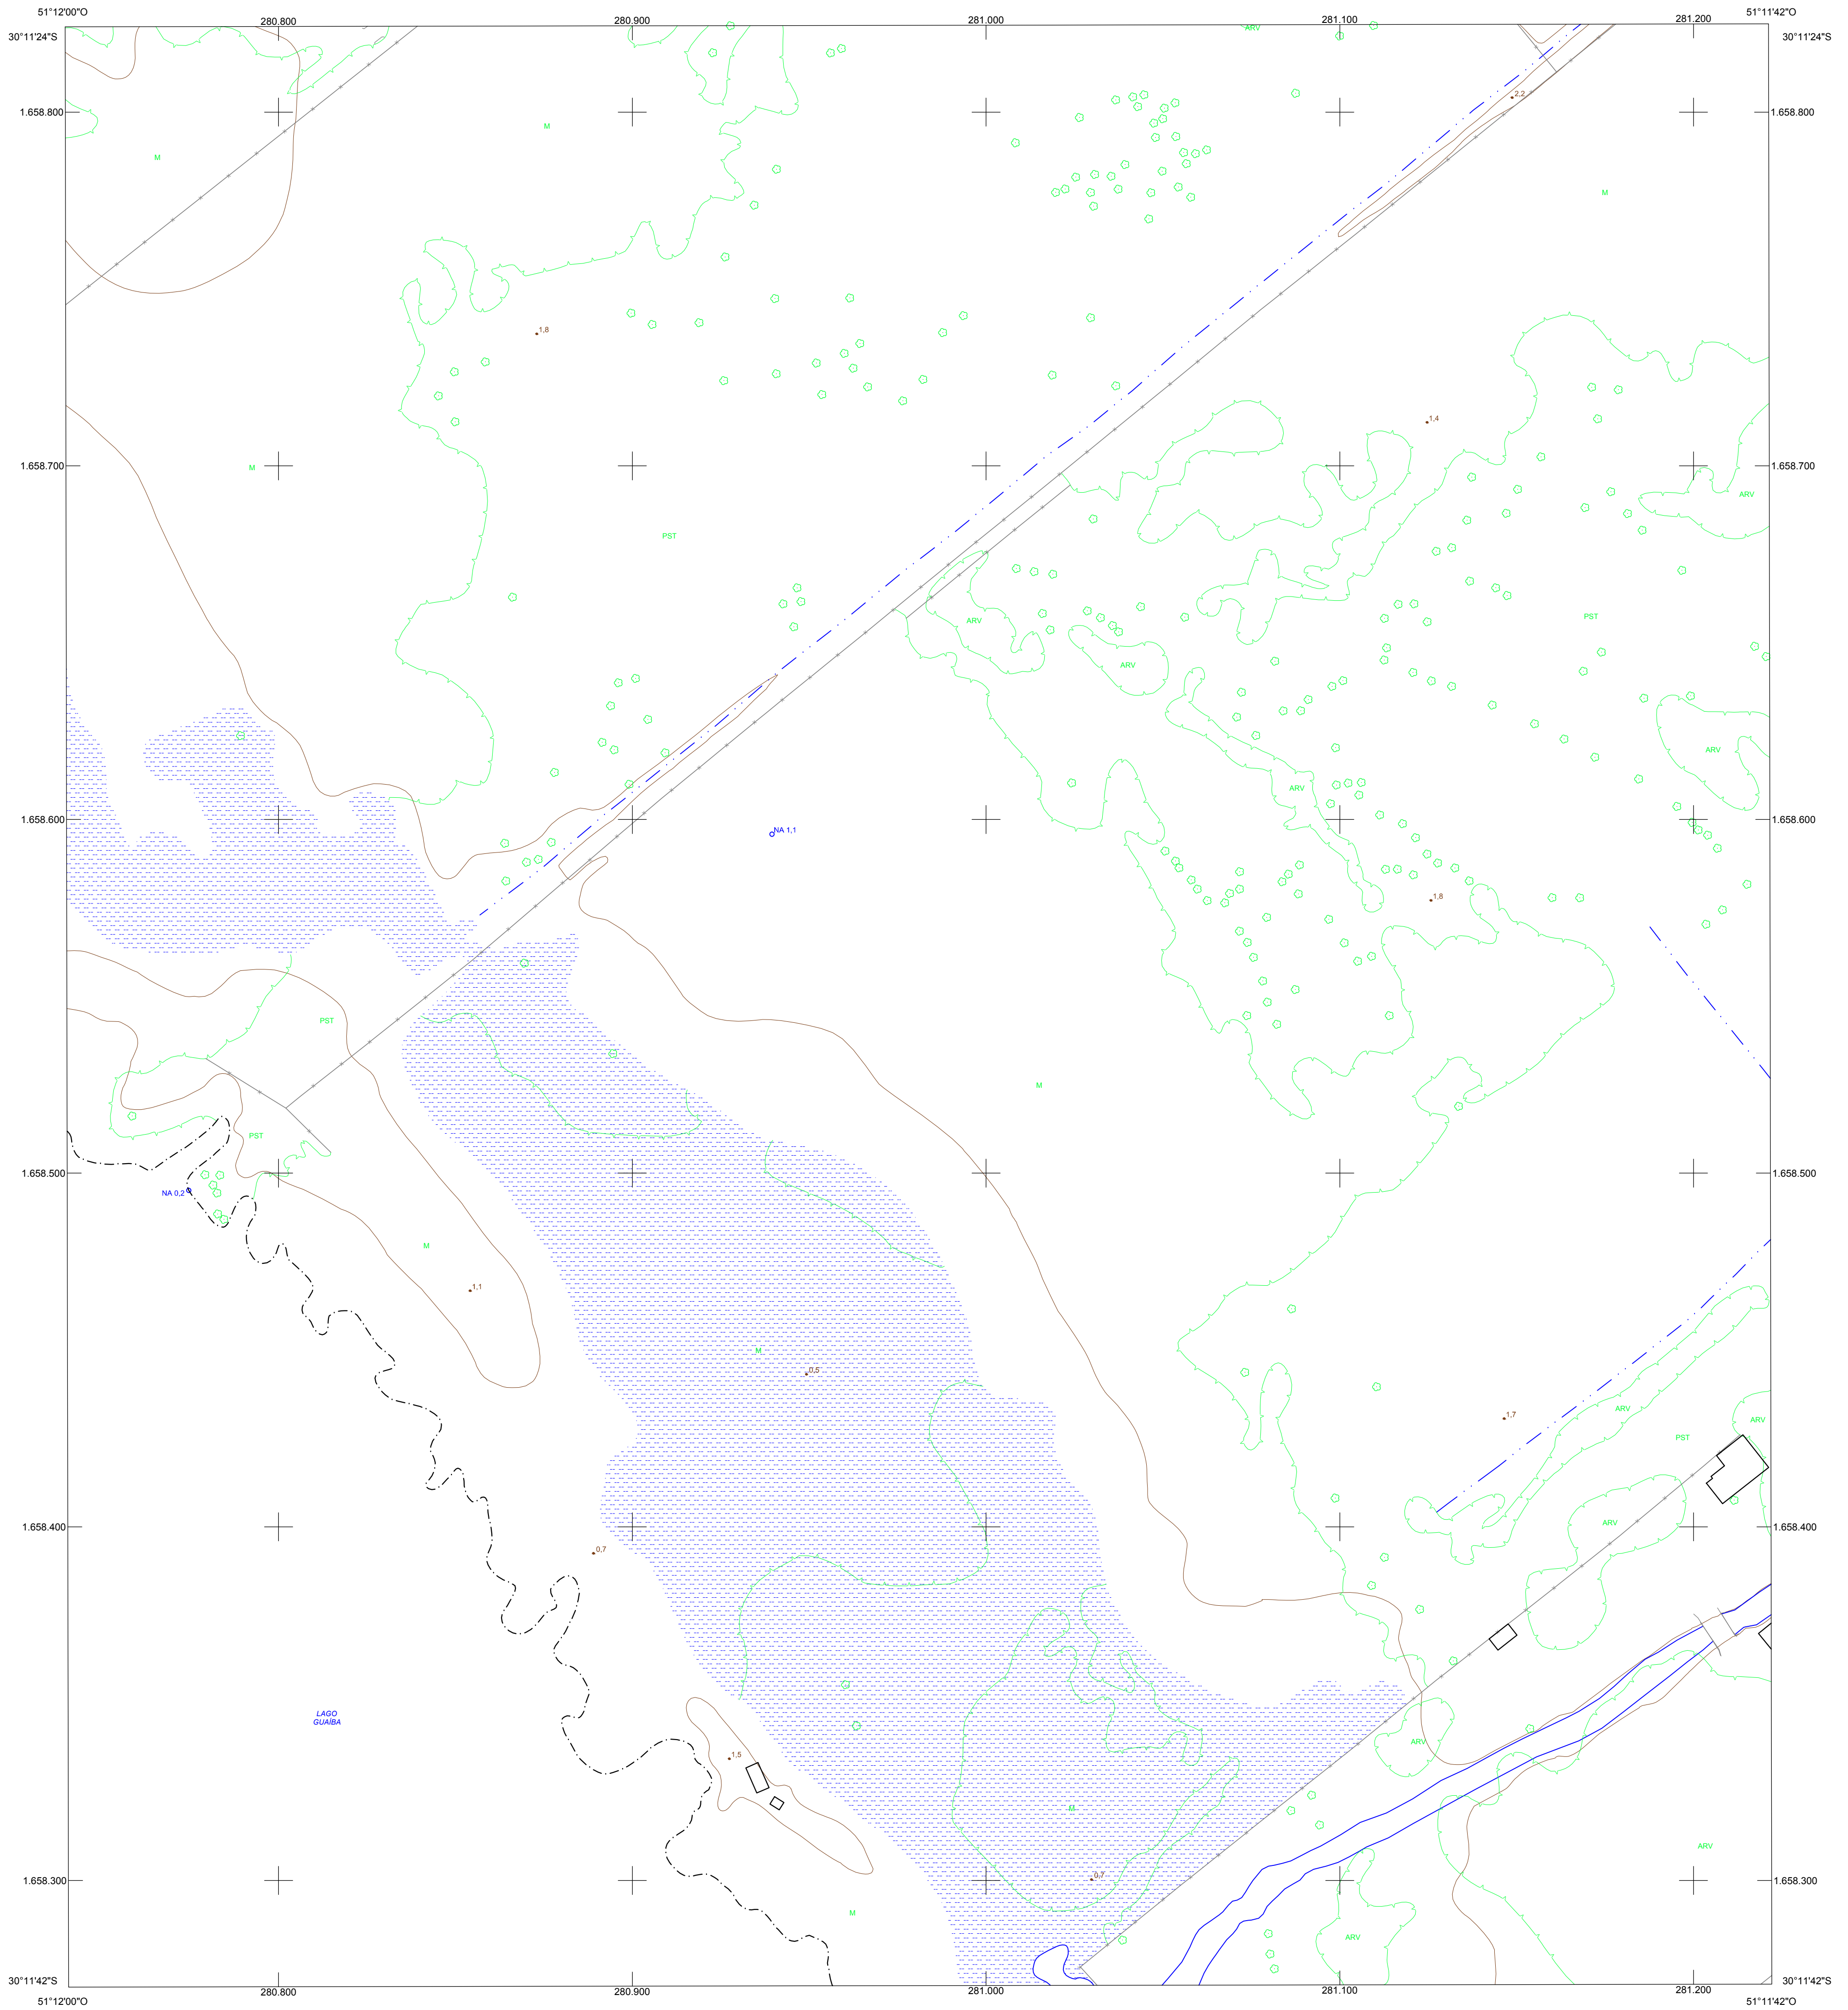 51°12'00"O
280.800
280.900
281.000
281.100
281.200
51°11'42"O
30°11'24"S
30°11'24"S
ARV
2,2
1.658.800
1.658.800
M
M
M
1,8
1,4
1.658.700
M
1.658.700
ARV
PST
PST
ARV
ARV
ARV
ARV
1.658.600
NA 1,1
1.658.600
1,8
PST
M
PST
1.658.500
1.658.500
NA 0,2
M
1,1
M
0,5
ARV
1,7
ARV
PST
ARV
1.658.400
1.658.400
0,7
LAGO
GUAÍBA
ARV
1,5
M
ARV
0,7
1.658.300
1.658.300
M
ARV
30°11'42"S
30°11'42"S
51°12'00"O
280.800
280.900
281.000
281.100
281.200
51°11'42"O